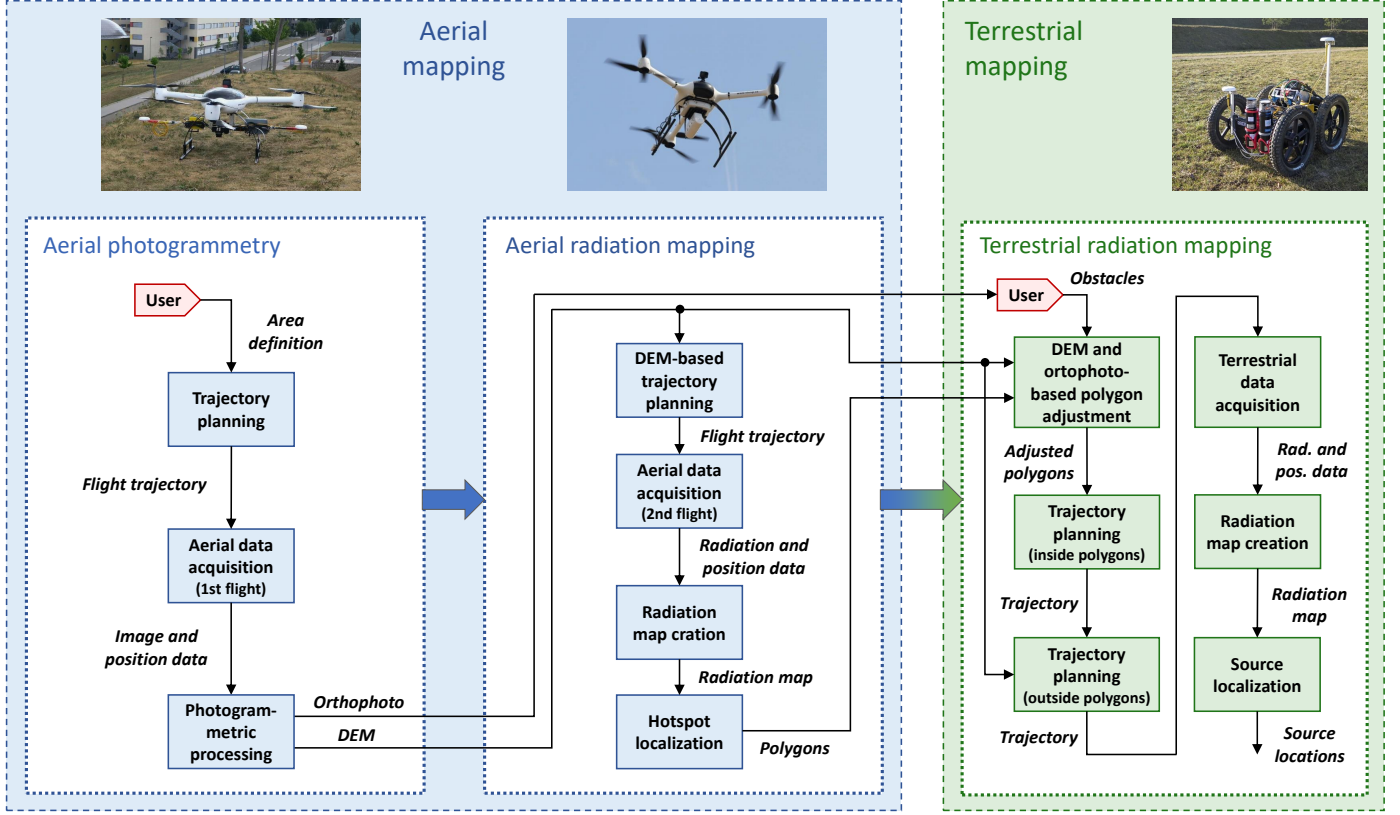 Aerial
mapping
Terrestrial
mapping
Aerial photogrammetry
User
Area
definition
Trajectory
planning
Flight trajectory
Aerial data
acquisition
(1st flight)
Image and
position data
Photogram-
metric
processing
Orthophoto
DEM
Aerial radiation mapping
DEM-based
trajectory
planning
Flight trajectory
Aerial data
acquisition
(2nd flight)
Radiation and
position data
Radiation
map cration
Radiation map
Hotspot
localization
Polygons
Terrestrial radiation mapping
User
Obstacles
DEM and
ortophoto-
based polygon
adjustment
Adjusted
polygons
Trajectory
planning
(inside polygons)
Trajectory
Trajectory
planning
(outside polygons)
Trajectory
Terrestrial
data
acquisition
Rad. and
pos. data
Radiation
map creation
Radiation
map
Source
localization
Source
locations